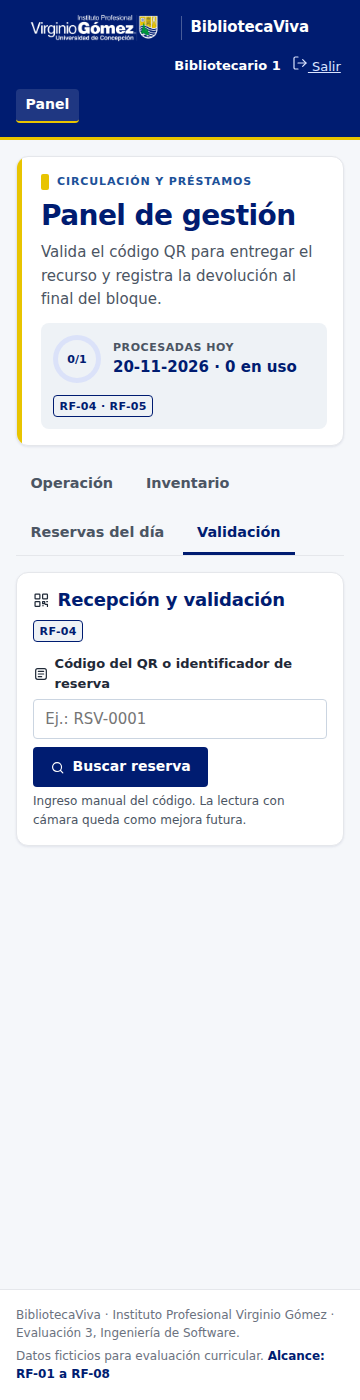 Instituto Profesional
VirginioGómez
Universidad de Concepción
BibliotecaViva
Bibliotecario 1
Salir
Panel
CIRCULACIÓN Y PRÉSTAMOS
Panel de gestión
Valida el código QR para entregar el
recurso y registra la devolución al
final del bloque.
0/1
PROCESADAS HOY
20-11-2026 · 0 en uso
RF-04 · RF-05
Operación
Inventario
Reservas del día
Validación
Recepción y validación
RF-04
Código del QR o identificador de
reserva
Ej.: RSV-0001
Buscar reserva
Ingreso manual del código. La lectura con
cámara queda como mejora futura.
BibliotecaViva · Instituto Profesional Virginio Gómez ·
Evaluación 3, Ingeniería de Software.
Datos ficticios para evaluación curricular. Alcance:
RF-01 a RF-08